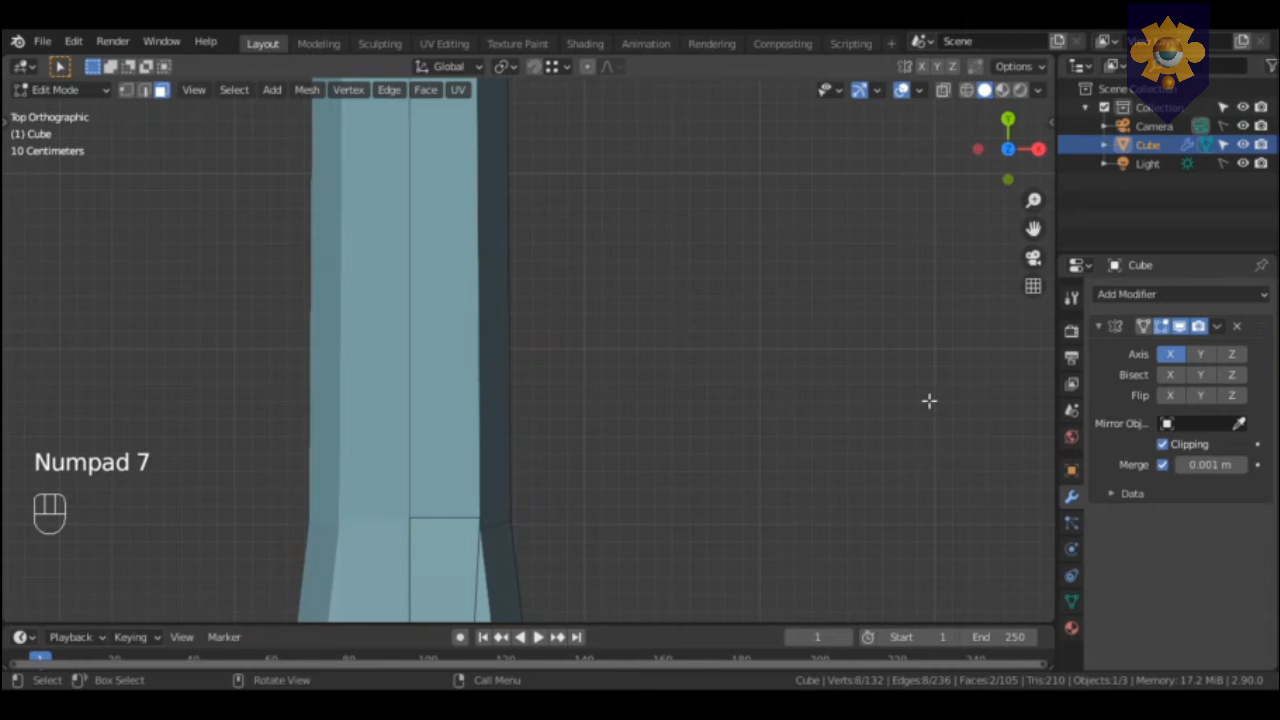 File Edit Render Window Help Layout Modeling Sculpting UV Editing Texture Paint Shading Animation Rendering Compositing Scripting + Scene
Global Options
X Y Z
Edit Mode View Select Add Mesh Vertex Edge Face UV
Top Orthographic
(1) Cube
10 Centimeters
Y
Z
X
Numpad 7
Scene Collection
Camera
Cube
Light
Cube
Add Modifier
Axis X Y Z
Bisect X Y Z
Flip X Y Z
Mirror Obj...
Clipping
Merge 0.001 m
Data
Playback Keying View Marker 1 Start 1 End 250
Select Box Select Rotate View Call Menu Cube | Verts:8/132 | Edges:8/236 | Faces:2/105 | Tris:210 | Objects:1/3 | Memory: 17.2 MiB | 2.90.0